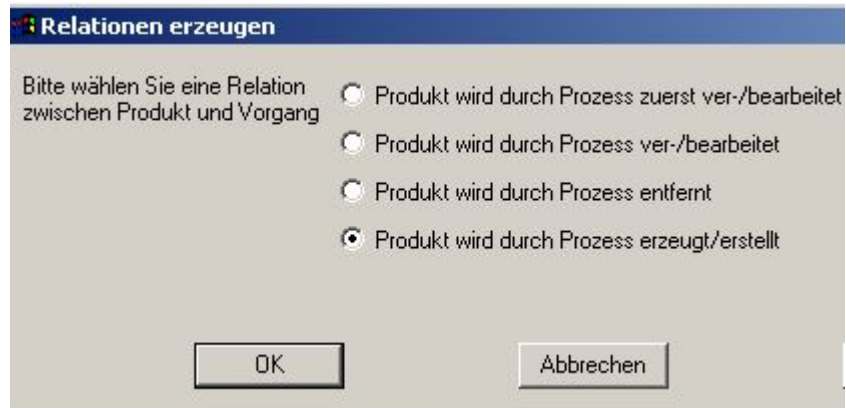 Relationen erzeugen
Bitte wählen Sie eine Relation
zwischen Produkt und Vorgang
Produkt wird durch Prozess zuerst ver-/bearbeitet
Produkt wird durch Prozess ver-/bearbeitet
Produkt wird durch Prozess entfernt
Produkt wird durch Prozess erzeugt/erstellt
OK
Abbrechen